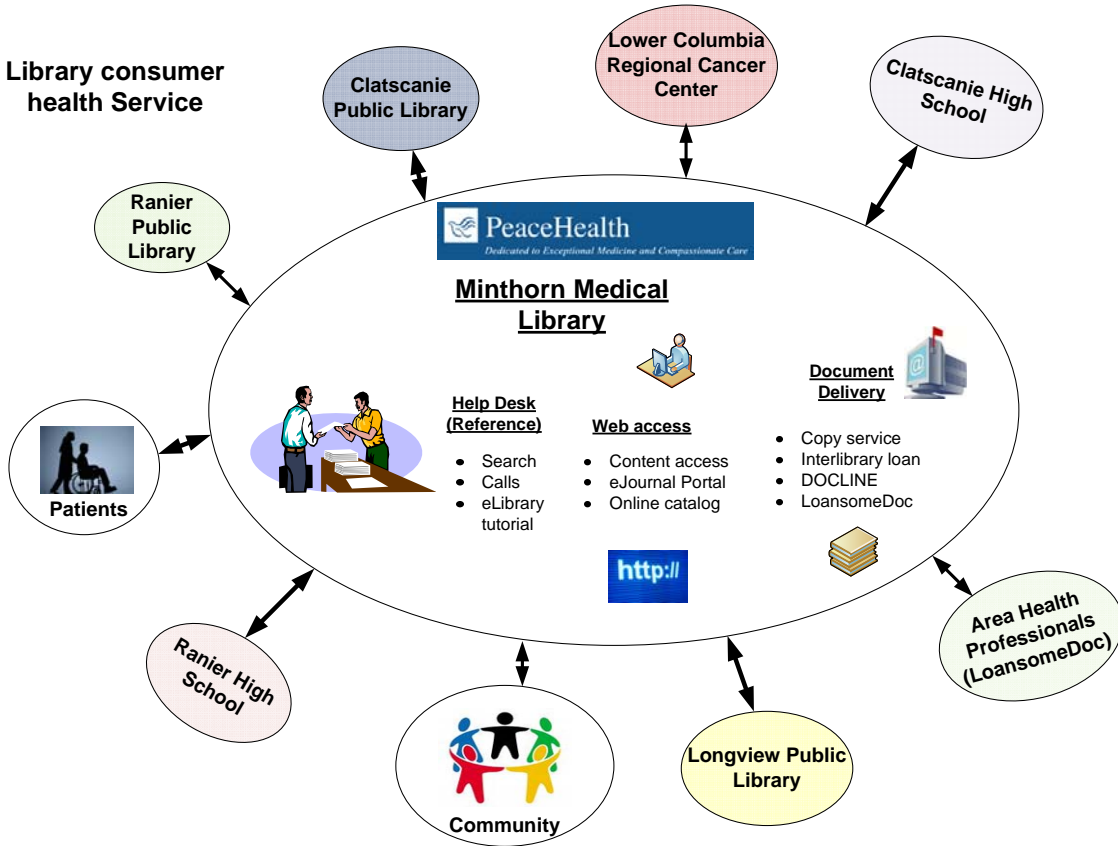 Library consumer
health Service
Clatscanie
Public Library
Lower Columbia
Regional Cancer
Center
Clatscanie High
School
Ranier
Public
Library
PeaceHealth
Dedicated to Exceptional Medicine and Compassionate Care
Minthorn Medical
Library
Help Desk
(Reference)
• Search
• Calls
• eLibrary
tutorial
Web access
• Content access
• eJournal Portal
• Online catalog
http://
Document
Delivery
@
• Copy service
• Interlibrary loan
• DOCLINE
• LoansomeDoc
Patients
Ranier High
School
Community
Longview Public
Library
Area Health
Professionals
(LoansomeDoc)